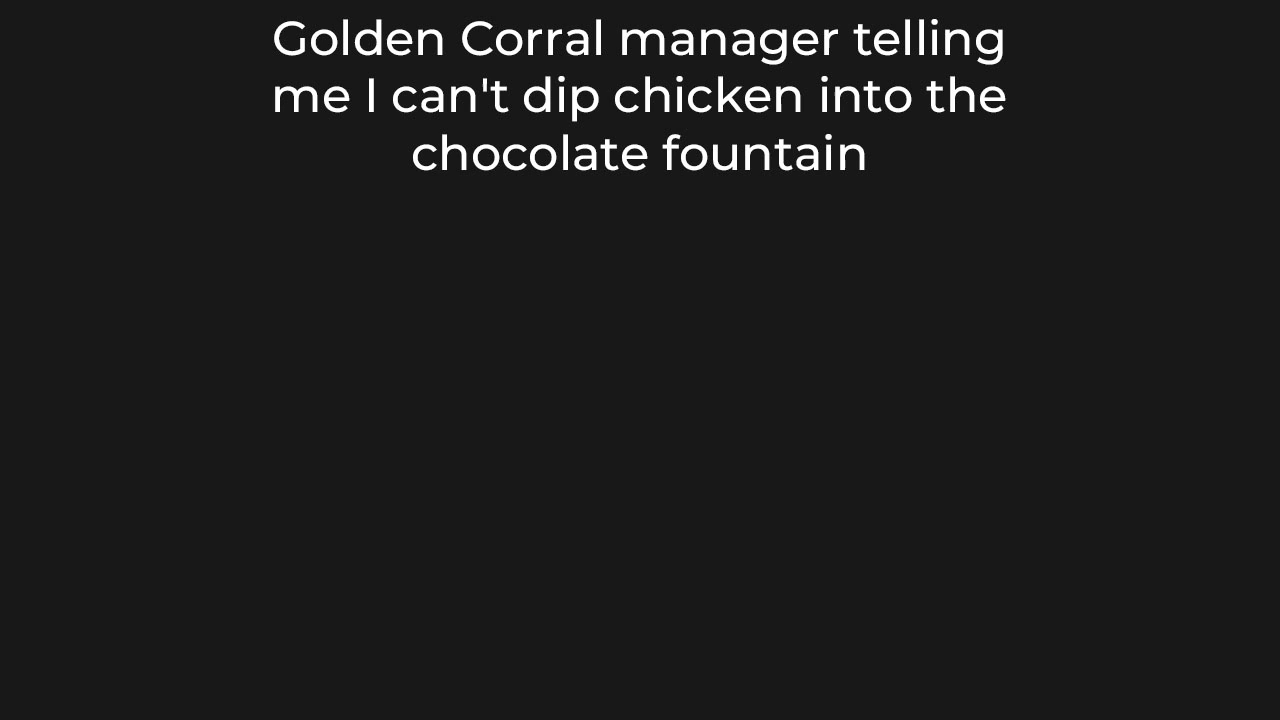 Golden Corral manager telling
me I can't dip chicken into the
chocolate fountain